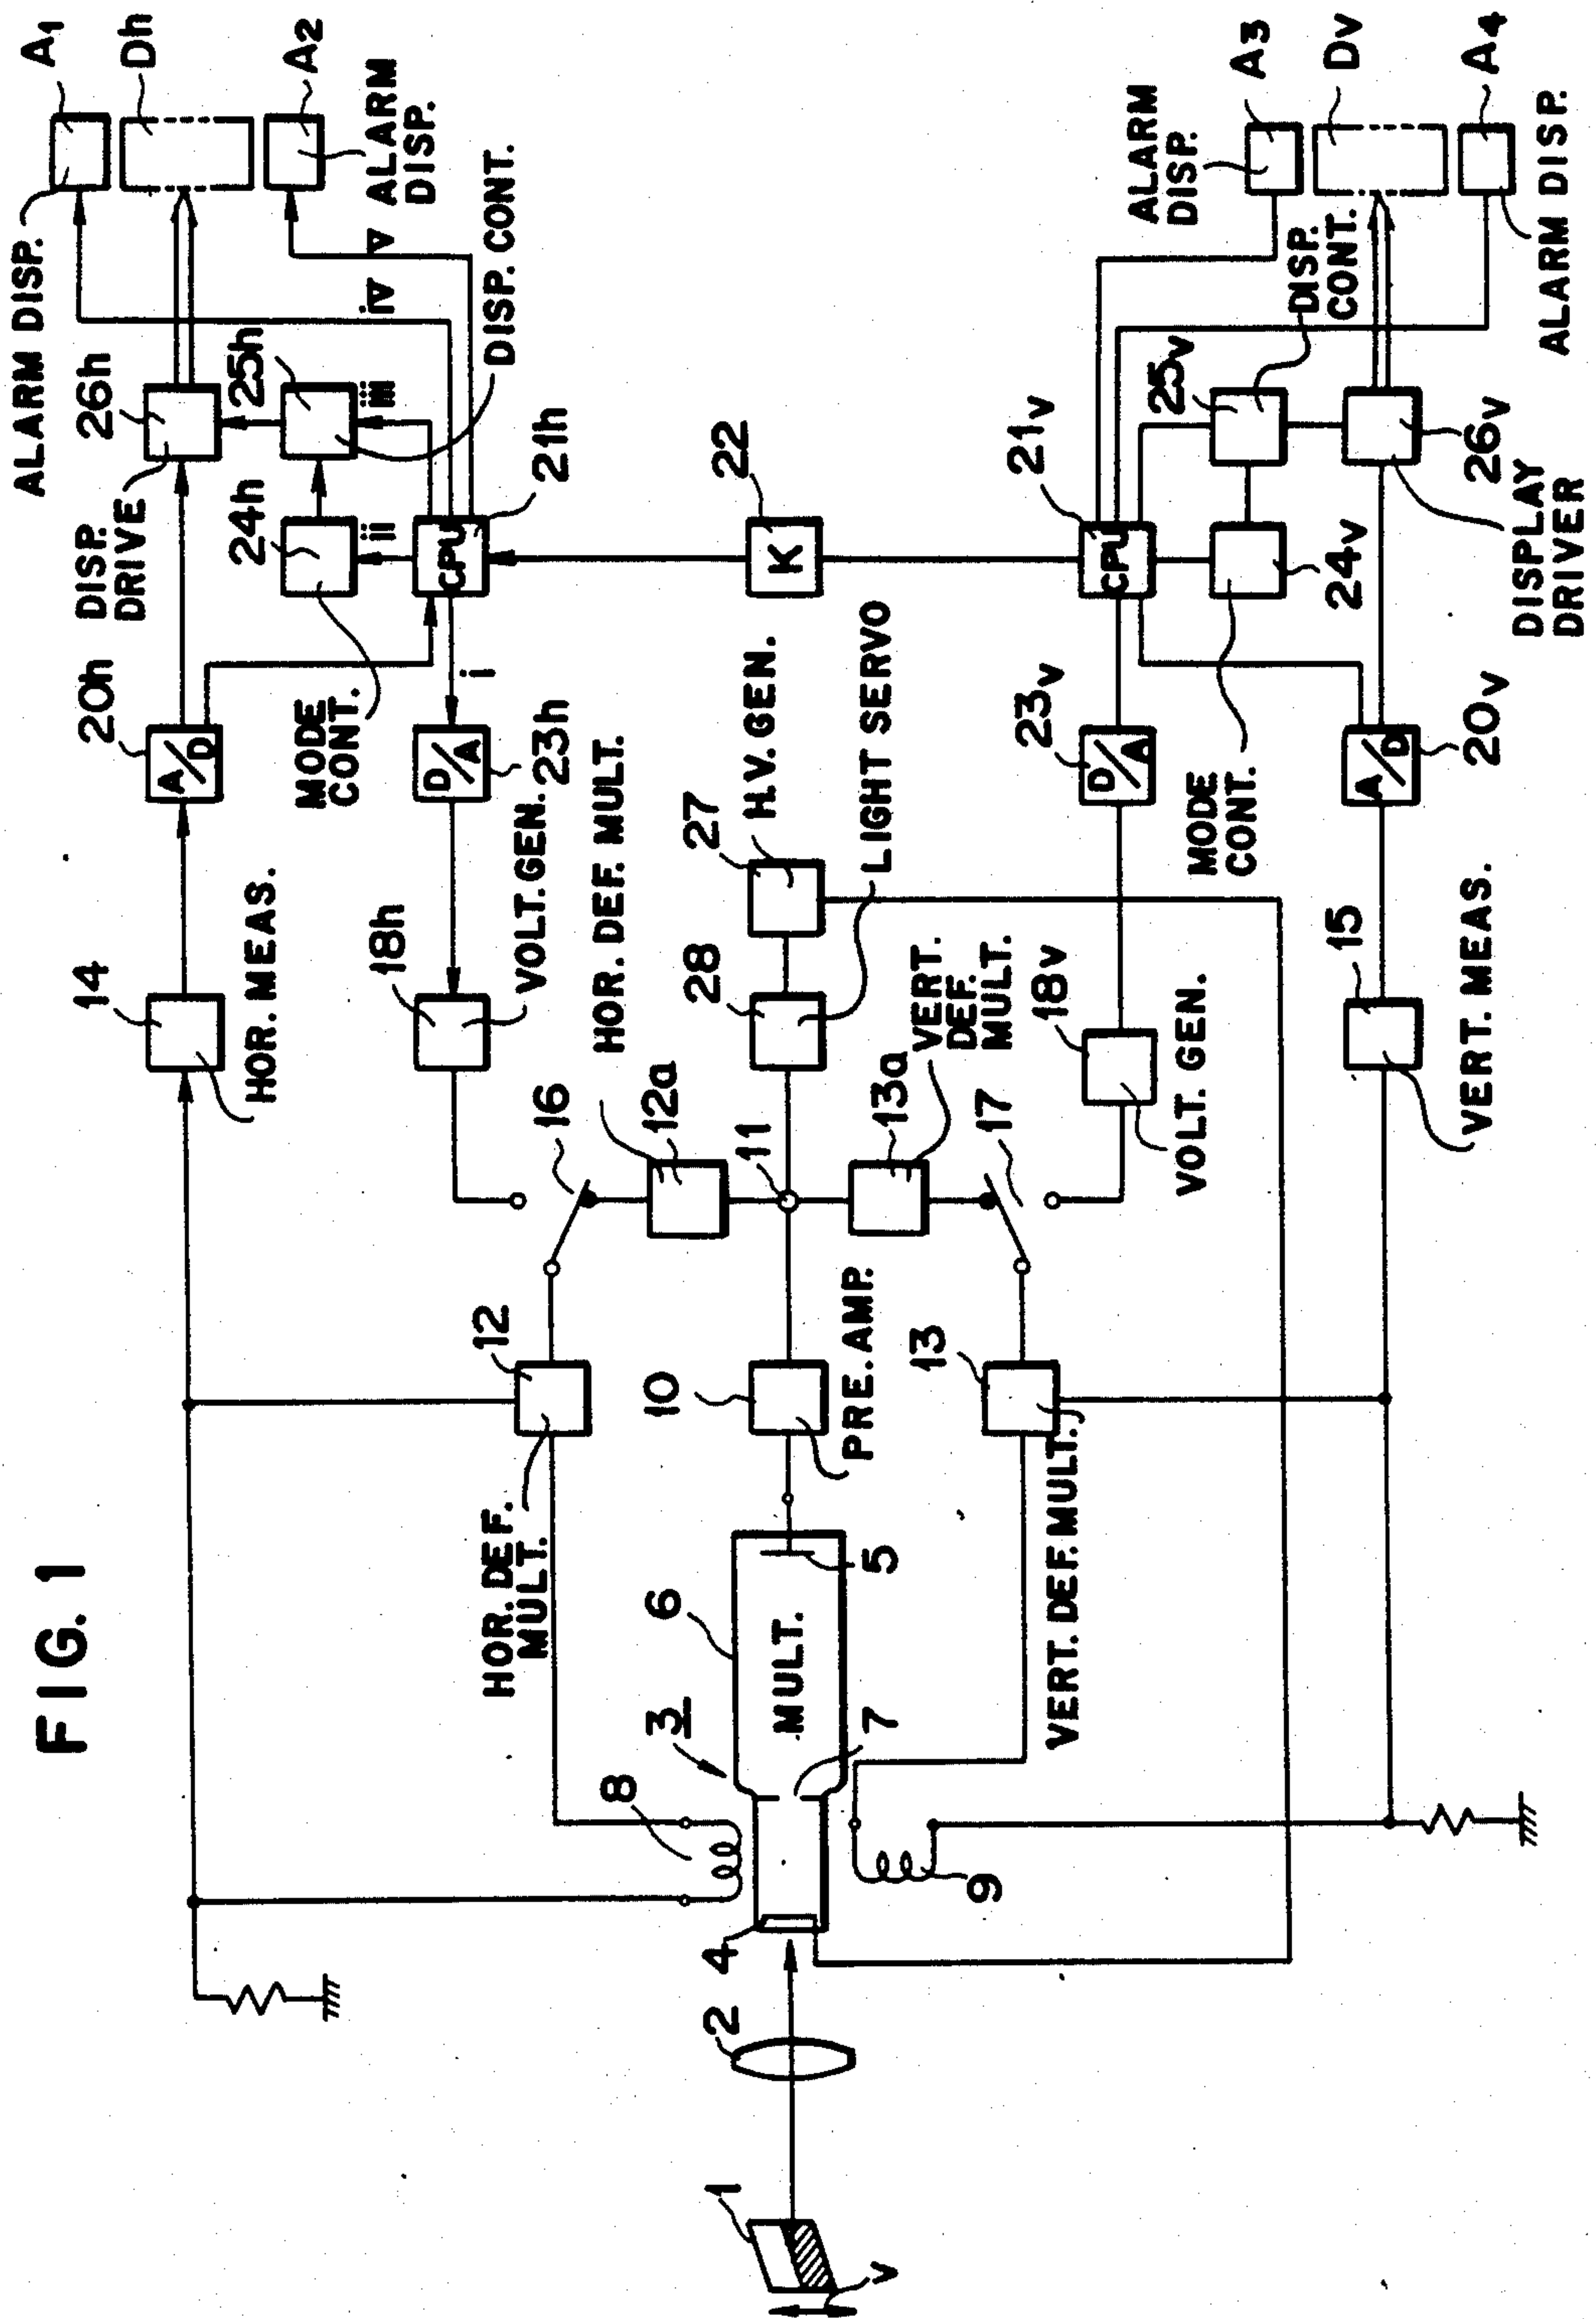 FIG. 1
A1
Dh
A2
ALARM DISP.
ALARM
DISP.
iv
v
DISP. CONT.
26h
25h
iii
DISP.
DRIVE
24h
ii
CPU
21h
20h
A/D
MODE
CONT.
i
D/A
23h
14
HOR. MEAS.
18h
VOLT. GEN.
HOR. DEF. MULT.
16
12a
12
HOR. DEF.
MULT.
22
K
H.V. GEN.
27
LIGHT SERVO
28
11
VERT.
DEF.
MULT.
13a
17
10
PRE. AMP.
13
VERT. DEF. MULT.
3
6
MULT.
5
7
8
9
4
2
1
v
A3
Dv
A4
ALARM
DISP.
ALARM DISP.
DISP.
CONT.
25v
26v
21v
CPU
24v
DISPLAY
DRIVER
23v
D/A
MODE
CONT.
20v
A/D
18v
VOLT. GEN.
15
VERT. MEAS.